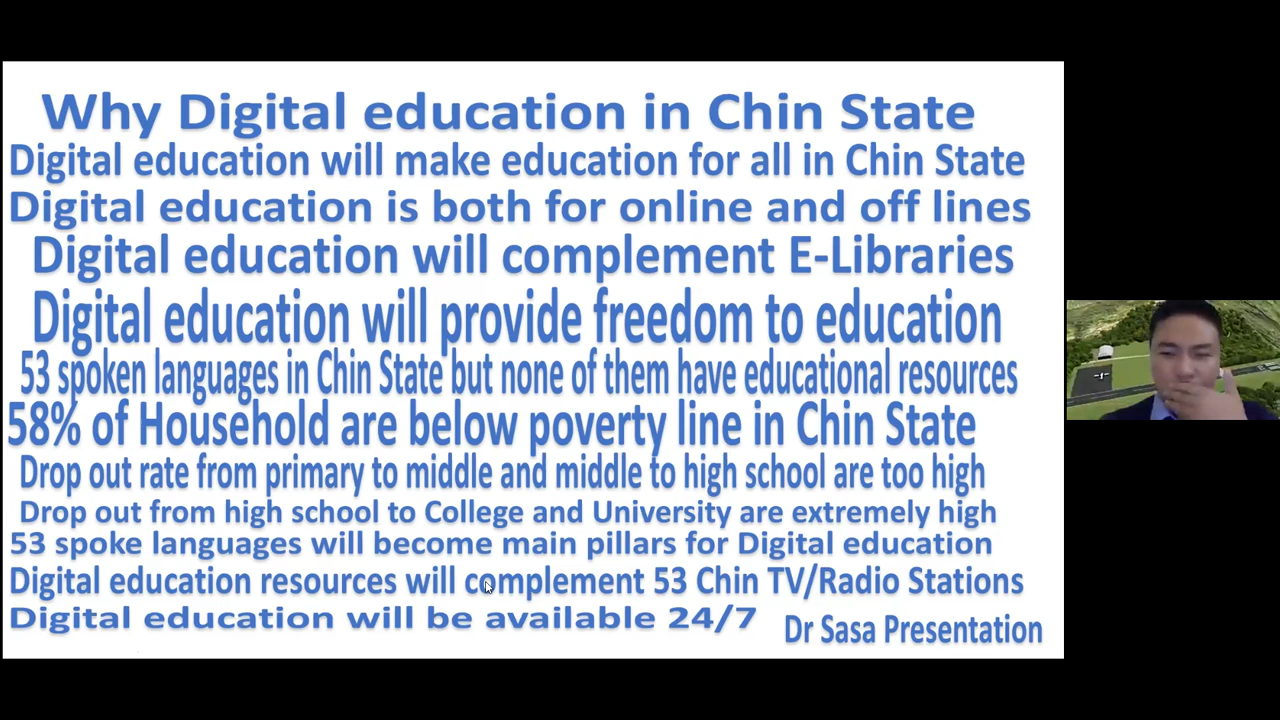 Why Digital education in Chin State
Digital education will make education for all in Chin State
Digital education is both for online and off lines
Digital education will complement E-Libraries
Digital education will provide freedom to education
53 spoken languages in Chin State but none of them have educational resources
58% of Household are below poverty line in Chin State
Drop out rate from primary to middle and middle to high school are too high
Drop out from high school to College and University are extremely high
53 spoke languages will become main pillars for Digital education
Digital education resources will complement 53 Chin TV/Radio Stations
Digital education will be available 24/7
Dr Sasa Presentation